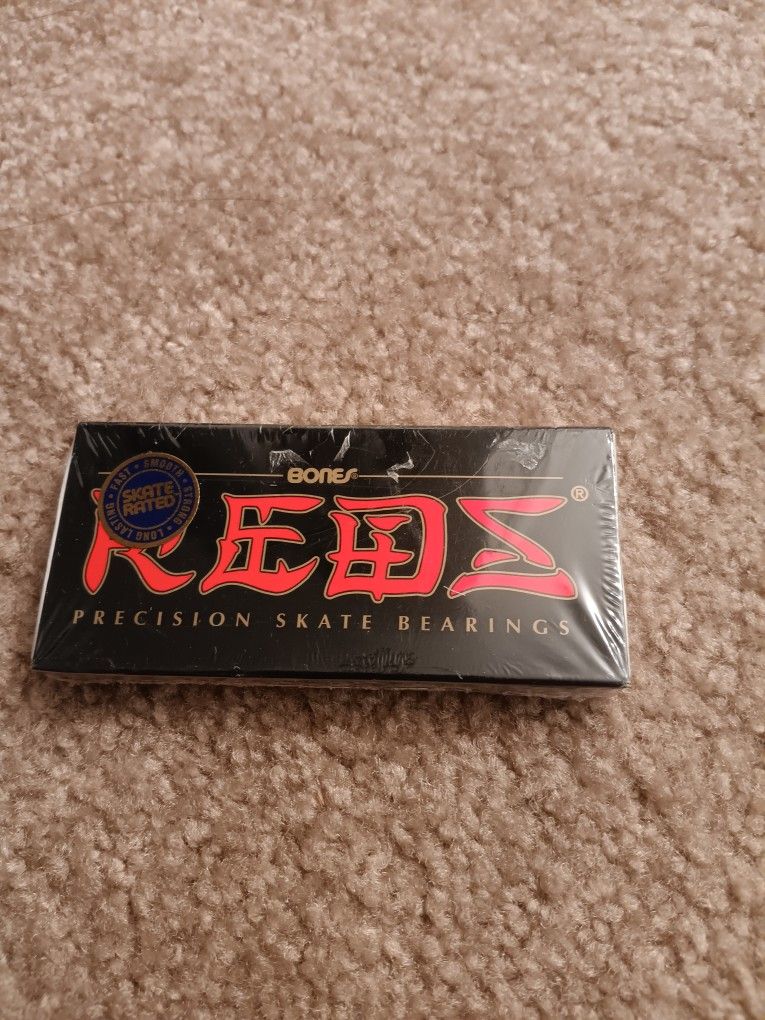 BONES®
REDS®
PRECISION SKATE BEARINGS
FAST • SMOOTH • STRONG • LONG LASTING •
SKATE
RATED